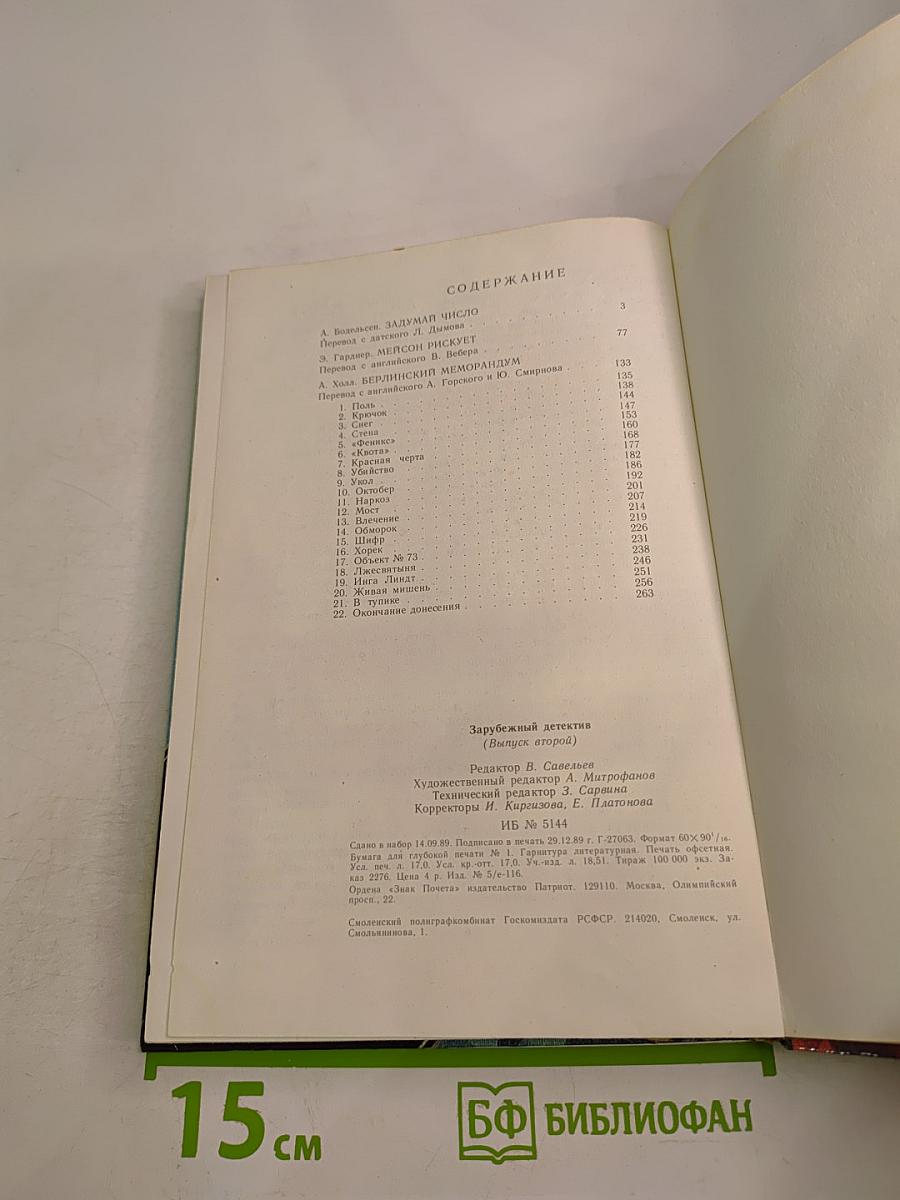 СОДЕРЖАНИЕ
А. Бодельсен. ЗАДУМАЙ ЧИСЛО
Перевод с датского Л. Дымова . . . . . . . 3
Э. Гарднер. МЕЙСОН РИСКУЕТ
Перевод с английского В. Вебера . . . . . . . 77
А. Холл. БЕРЛИНСКИЙ МЕМОРАНДУМ
Перевод с английского А. Горского и Ю. Смирнова . . 133
1. Поль . . . . . . . 135
2. Крючок . . . . . . . 138
3. Снег . . . . . . . 144
4. Стена . . . . . . . 147
5. «Феникс» . . . . . . . 153
6. «Квота» . . . . . . . 160
7. Красная черта . . . . . . . 168
8. Убийство . . . . . . . 177
9. Укол . . . . . . . 182
10. Октобер . . . . . . . 186
11. Наркоз . . . . . . . 192
12. Мост . . . . . . . 201
13. Влечение . . . . . . . 207
14. Обморок . . . . . . . 214
15. Шифр . . . . . . . 219
16. Хорек . . . . . . . 226
17. Объект № 73 . . . . . . . 231
18. Лжесвятыня . . . . . . . 238
19. Инга Линдт . . . . . . . 246
20. Живая мишень . . . . . . . 251
21. В тупике . . . . . . . 256
22. Окончание донесения . . . . . . . 263
Зарубежный детектив
(Выпуск второй)
Редактор В. Савельев
Художественный редактор А. Митрофанов
Технический редактор З. Сарвина
Корректоры И. Киргизова, Е. Платонова
ИБ № 5144
Сдано в набор 14.09.89. Подписано в печать 29.12.89 г. Г-27063. Формат 60×90¹/₁₆.
Бумага для глубокой печати № 1. Гарнитура литературная. Печать офсетная.
Усл. печ. л. 17,0. Усл. кр.-отт. 17,0. Уч.-изд. л. 18,51. Тираж 100 000 экз. За-
каз 2276. Цена 4 р. Изд. № 5/е-116.
Ордена «Знак Почета» издательство Патриот. 129110. Москва, Олимпийский
просп., 22.
Смоленский полиграфкомбинат Госкомиздата РСФСР. 214020, Смоленск, ул.
Смольянинова, 1.
15 см
БФ БИБЛИОФАН